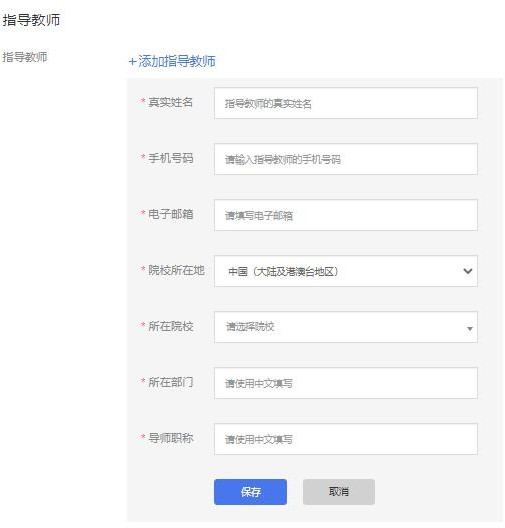 指导教师
指导教师
+添加指导教师
* 真实姓名
指导教师的真实姓名
* 手机号码
请输入指导教师的手机号码
* 电子邮箱
请填写电子邮箱
* 院校所在地
中国（大陆及港澳台地区）
* 所在院校
请选择院校
* 所在部门
请使用中文填写
* 导师职称
请使用中文填写
保存
取消